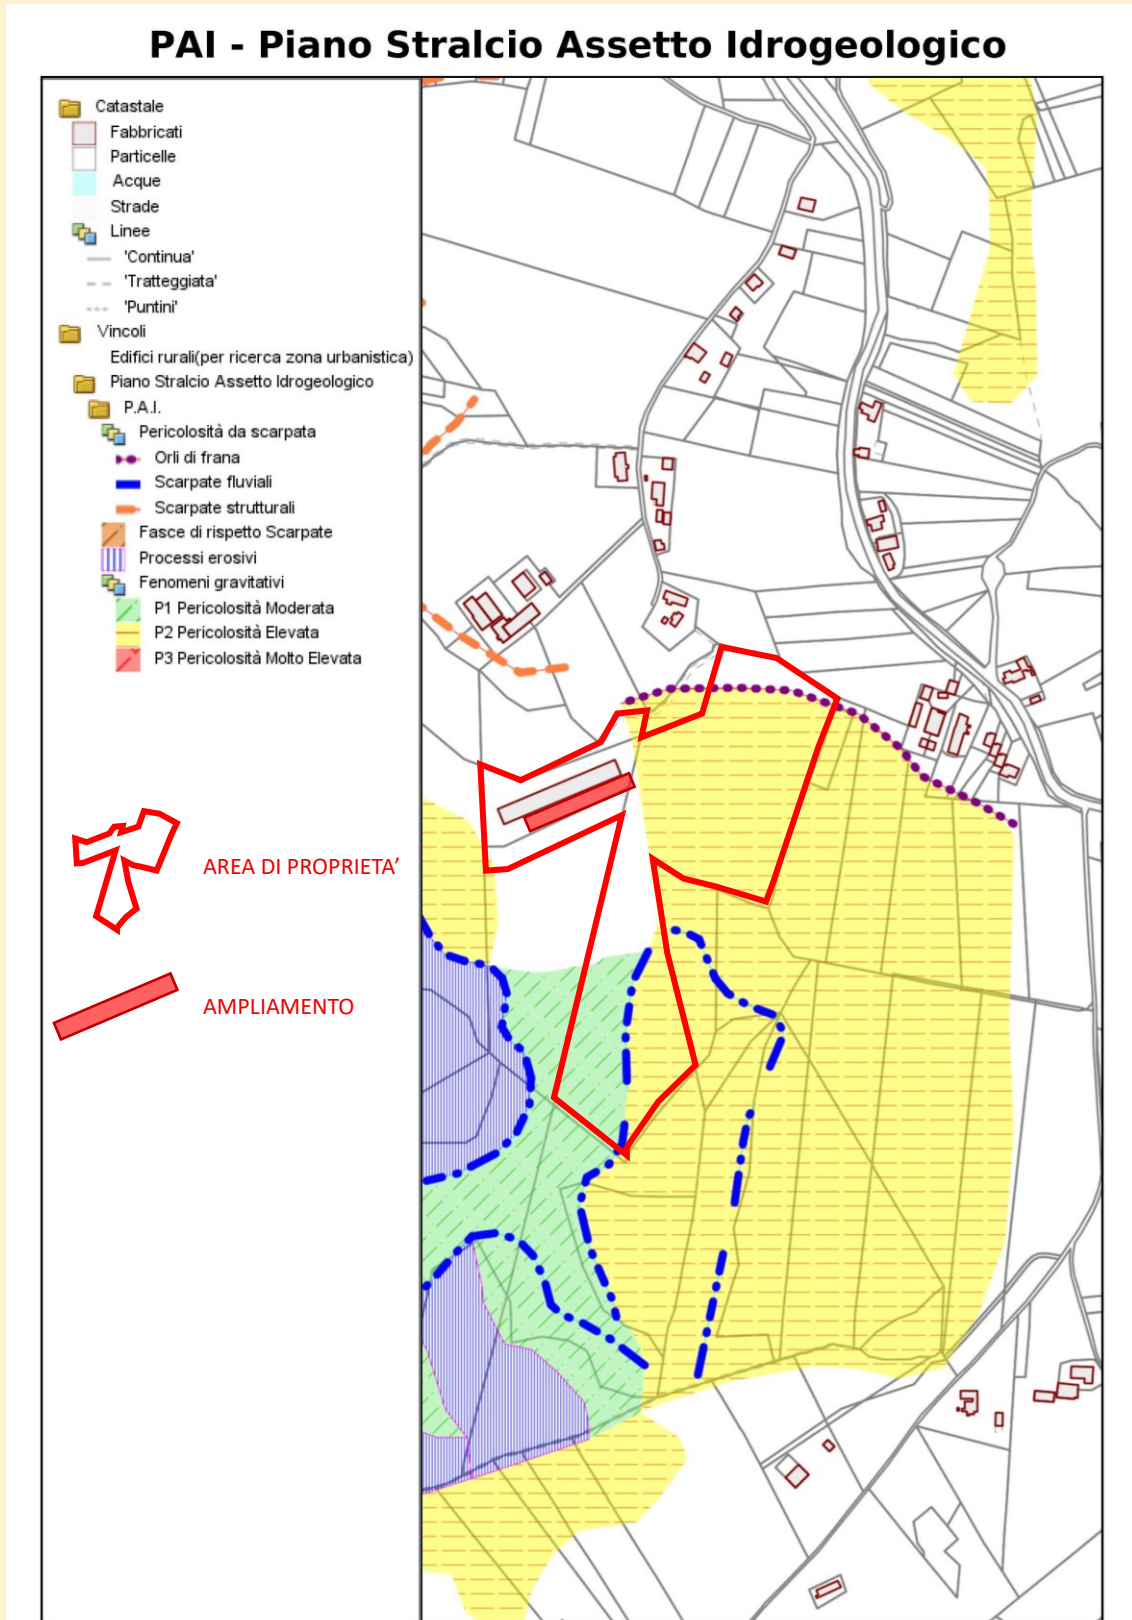 PAI - Piano Stralcio Assetto Idrogeologico
Catastale
Fabbricati
Particelle
Acque
Strade
Linee
'Continua'
'Tratteggiata'
'Puntini'
Vincoli
Edifici rurali(per ricerca zona urbanistica)
Piano Stralcio Assetto Idrogeologico
P.A.I.
Pericolosità da scarpata
Orli di frana
Scarpate fluviali
Scarpate strutturali
Fasce di rispetto Scarpate
Processi erosivi
Fenomeni gravitativi
P1 Pericolosità Moderata
P2 Pericolosità Elevata
P3 Pericolosità Molto Elevata
AREA DI PROPRIETA'
AMPLIAMENTO